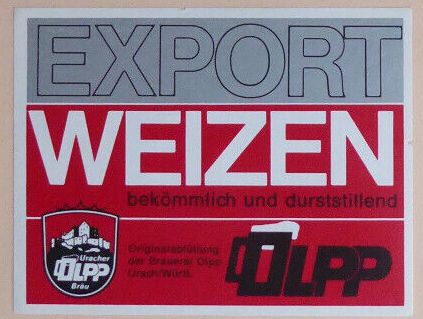 EXPORT
WEIZEN
bekömmlich und durststillend
Uracher
OLPP
Bräu
Originalabfüllung
der Brauerei Olpp
Urach/Württ.
OLPP